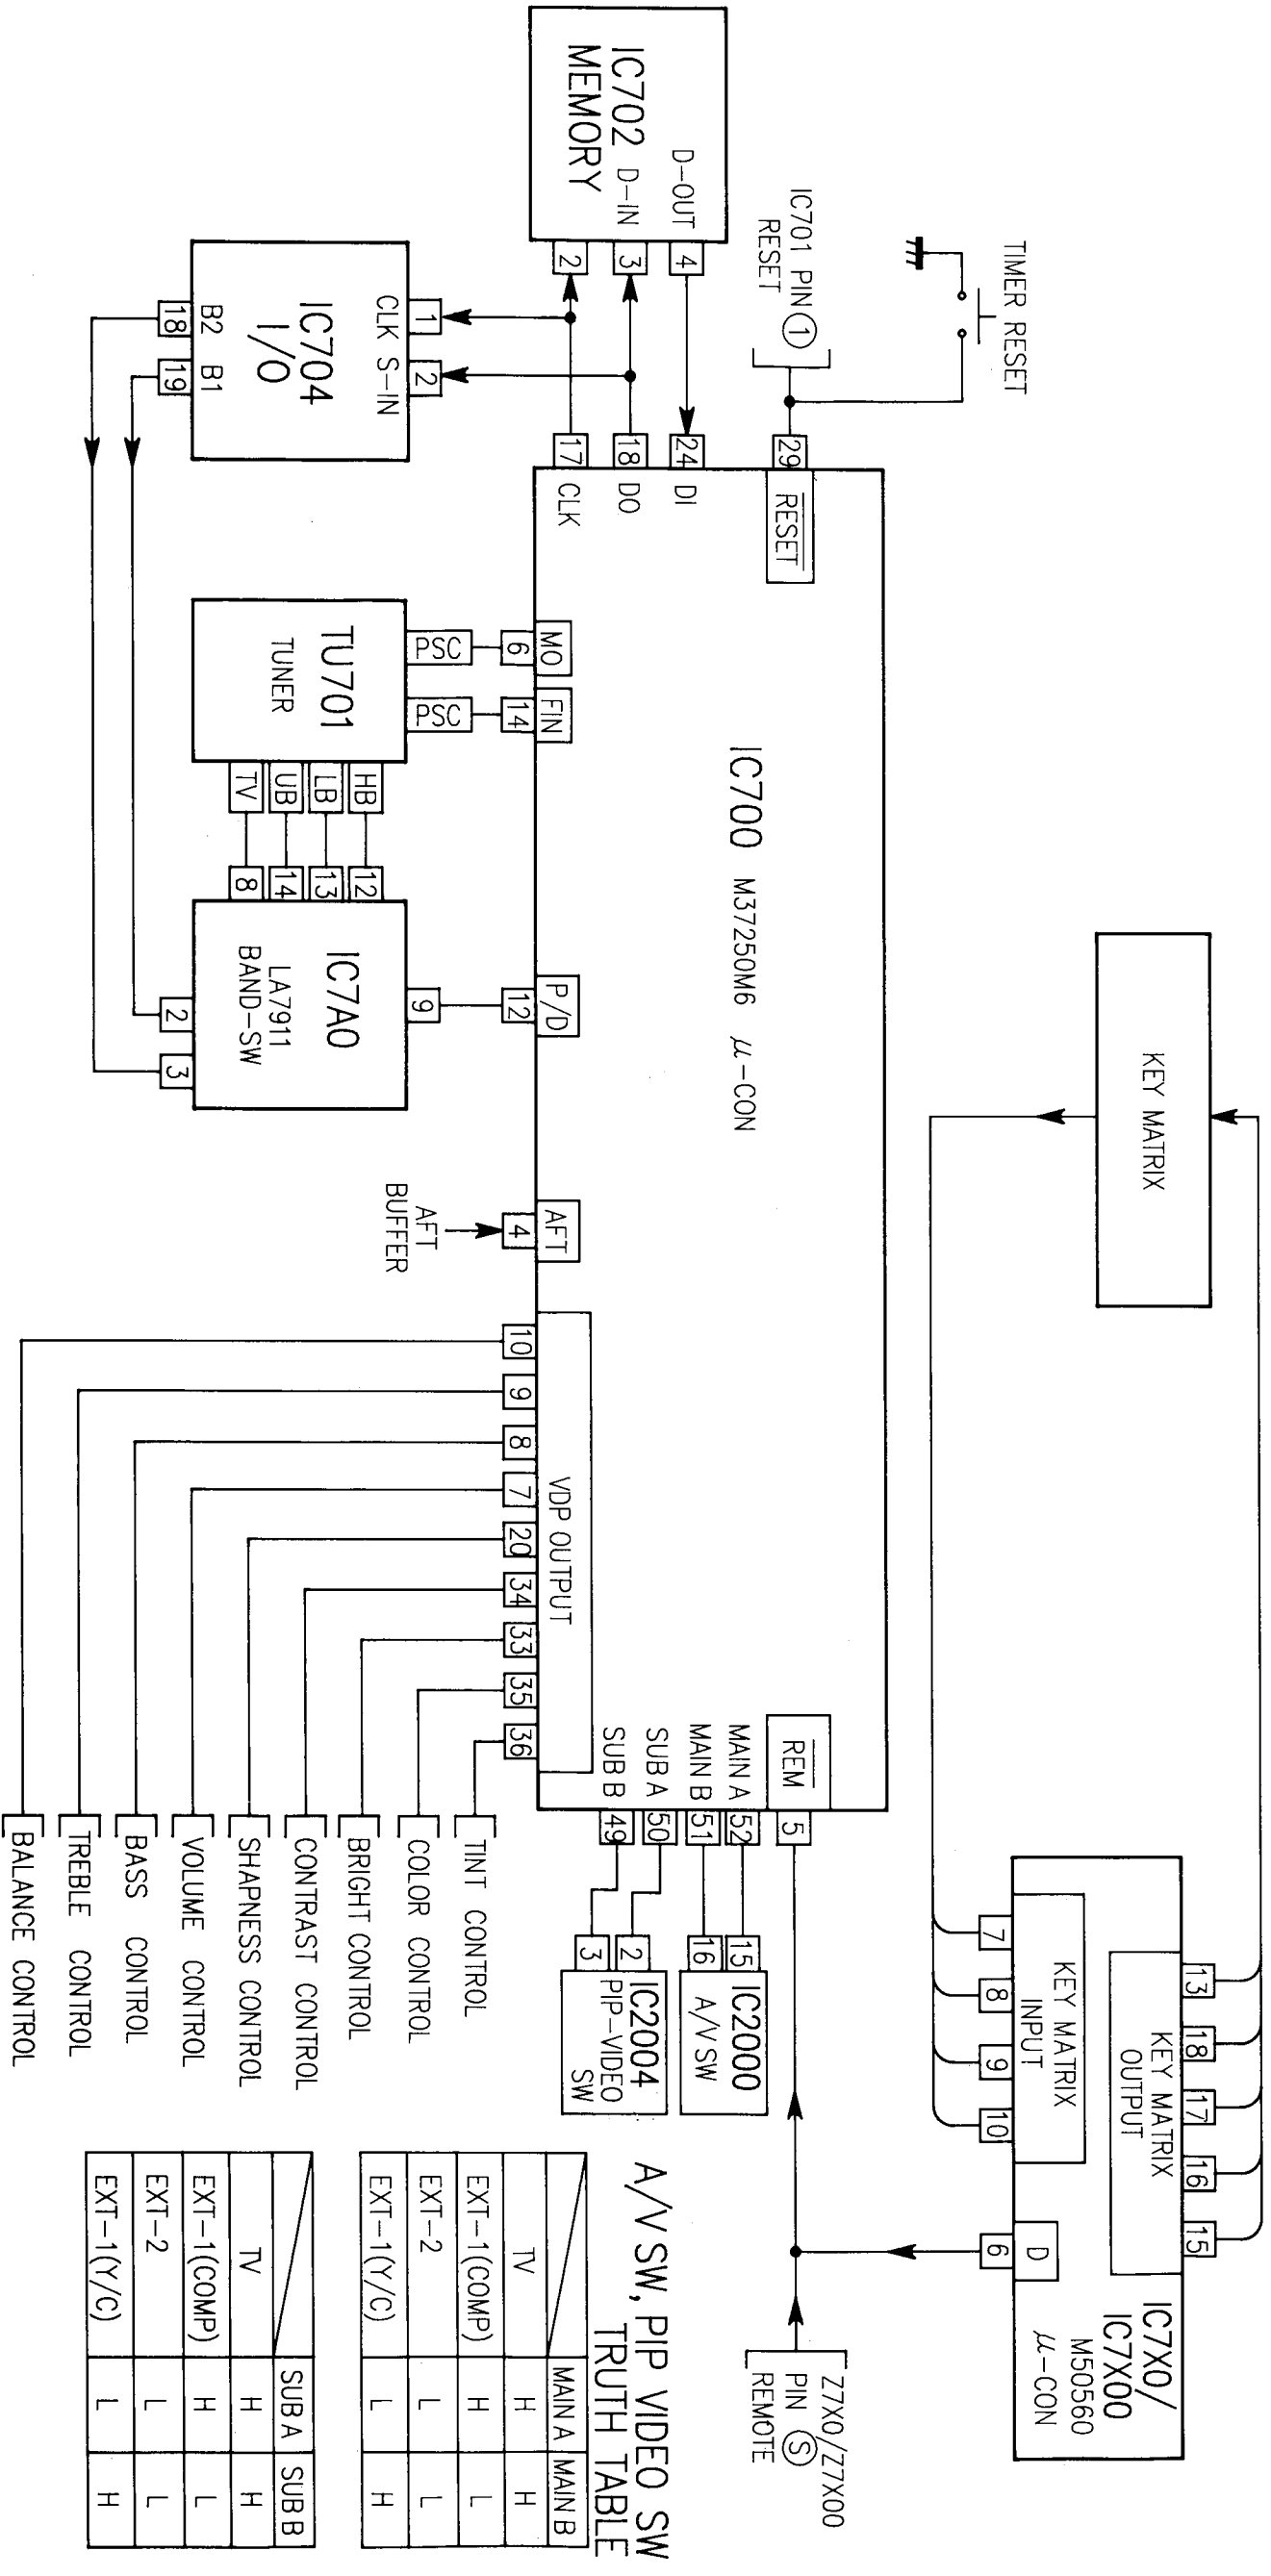 TIMER RESET
IC701 PIN ①
RESET
IC702
MEMORY
D-OUT
D-IN
4
3
2
29
RESET
24
DI
18
DO
17
CLK
IC704
I/O
1
CLK
2
S-IN
18
B2
19
B1
IC700 M37250M6 μ-CON
MO
6
PSC
FIN
14
PSC
TU701
TUNER
HB
LB
UB
TV
12
13
14
8
IC7A0
LA7911
BAND-SW
2
3
9
P/D
12
AFT
4
AFT
BUFFER
VDP OUTPUT
10
9
8
7
20
34
33
35
36
TINT CONTROL
COLOR CONTROL
BRIGHT CONTROL
CONTRAST CONTROL
SHAPNESS CONTROL
VOLUME CONTROL
BASS CONTROL
TREBLE CONTROL
BALANCE CONTROL
REM
5
MAIN A
52
MAIN B
51
SUB A
50
SUB B
49
15
16
IC2000
A/V SW
2
3
IC2004
PIP-VIDEO
SW
KEY MATRIX
KEY MATRIX
OUTPUT
13
18
17
16
15
KEY MATRIX
INPUT
7
8
9
10
D
6
IC7X0/
IC7X00
M50560
μ-CON
Z7X0/Z7X00
PIN Ⓢ
REMOTE
A/V SW, PIP VIDEO SW
TRUTH TABLE
MAIN A MAIN B
TV H H
EXT-1(COMP) H L
EXT-2 L L
EXT-1(Y/C) L H
SUB A SUB B
TV H H
EXT-1(COMP) H L
EXT-2 L L
EXT-1(Y/C) L H